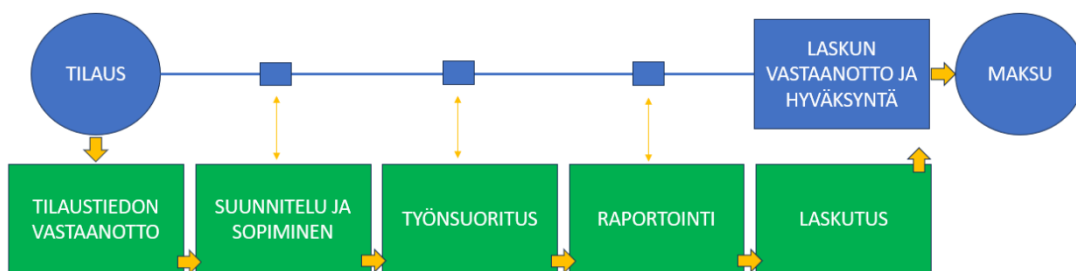 TILAUS
LASKUN
VASTAANOTTO JA
HYVÄKSYNTÄ
MAKSU
TILAUSTIEDON
VASTAANOTTO
SUUNNITELU JA
SOPIMINEN
TYÖNSUORITUS
RAPORTOINTI
LASKUTUS